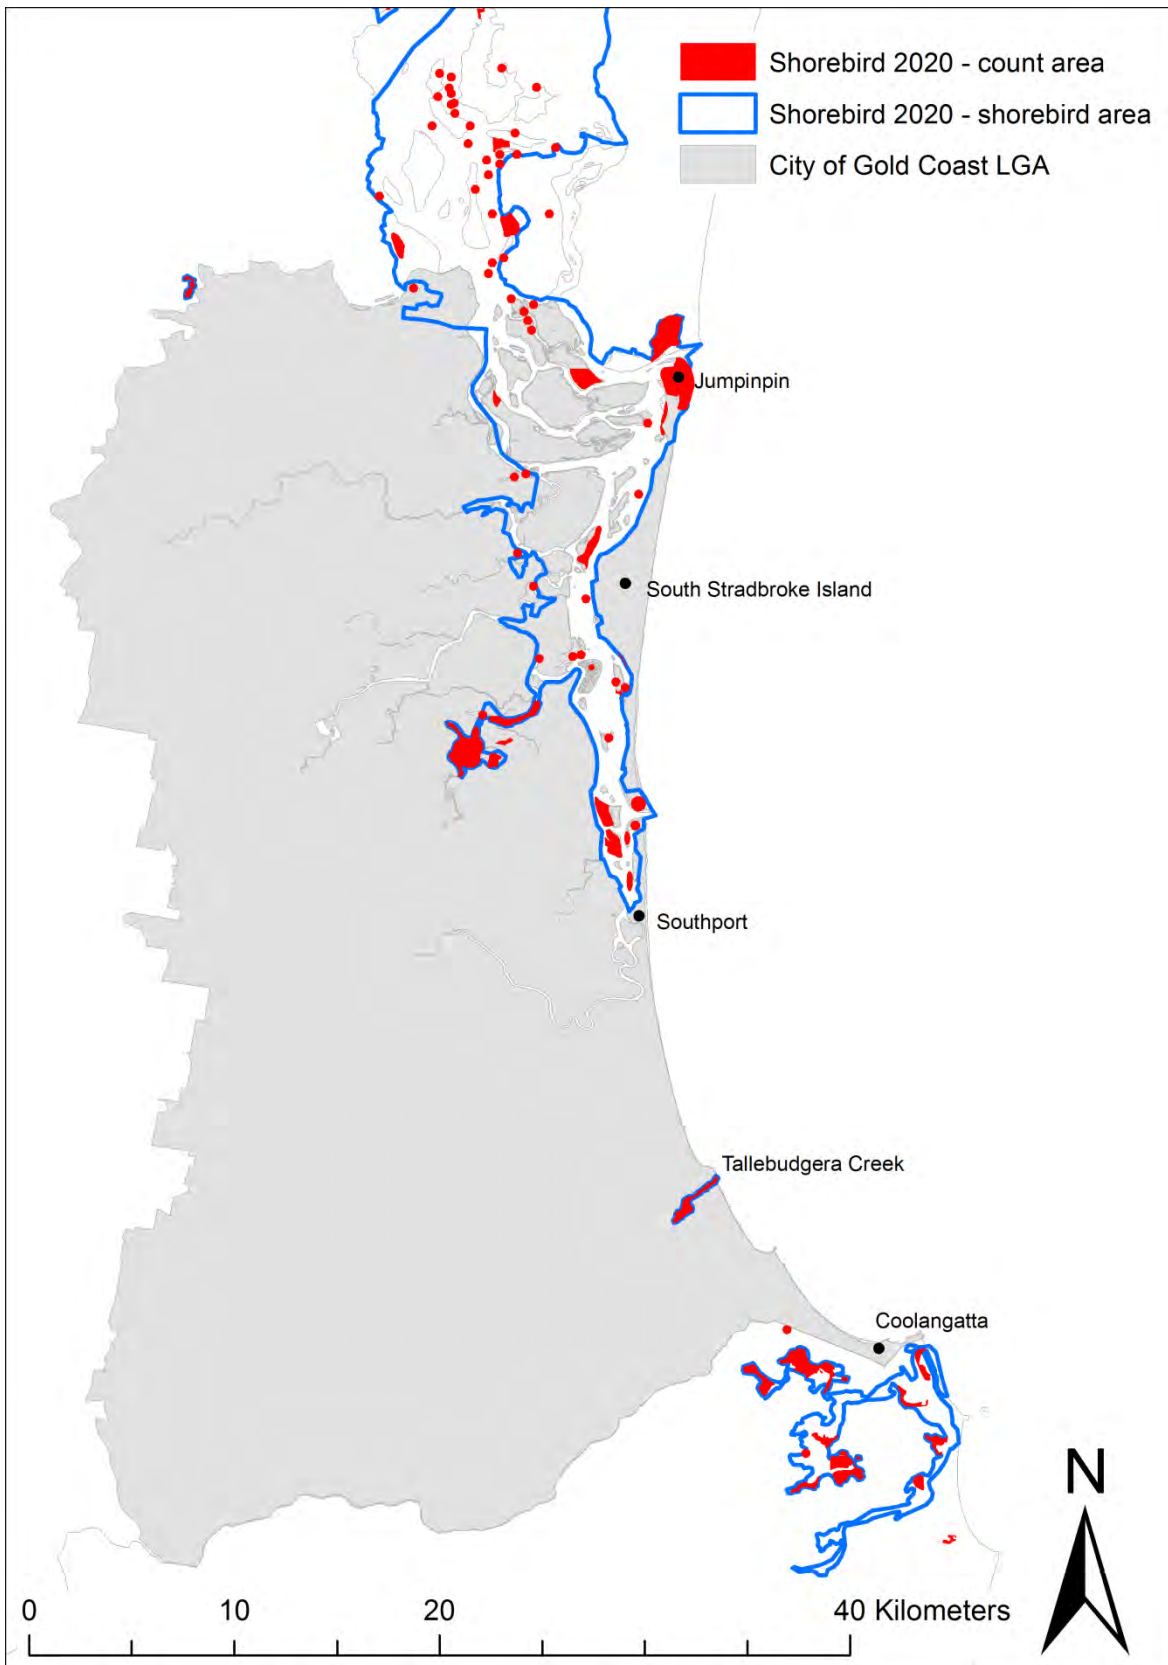 Shorebird 2020 - count area
Shorebird 2020 - shorebird area
City of Gold Coast LGA
Jumpinpin
South Stradbroke Island
Southport
Tallebudgera Creek
Coolangatta
N
0 10 20 40 Kilometers